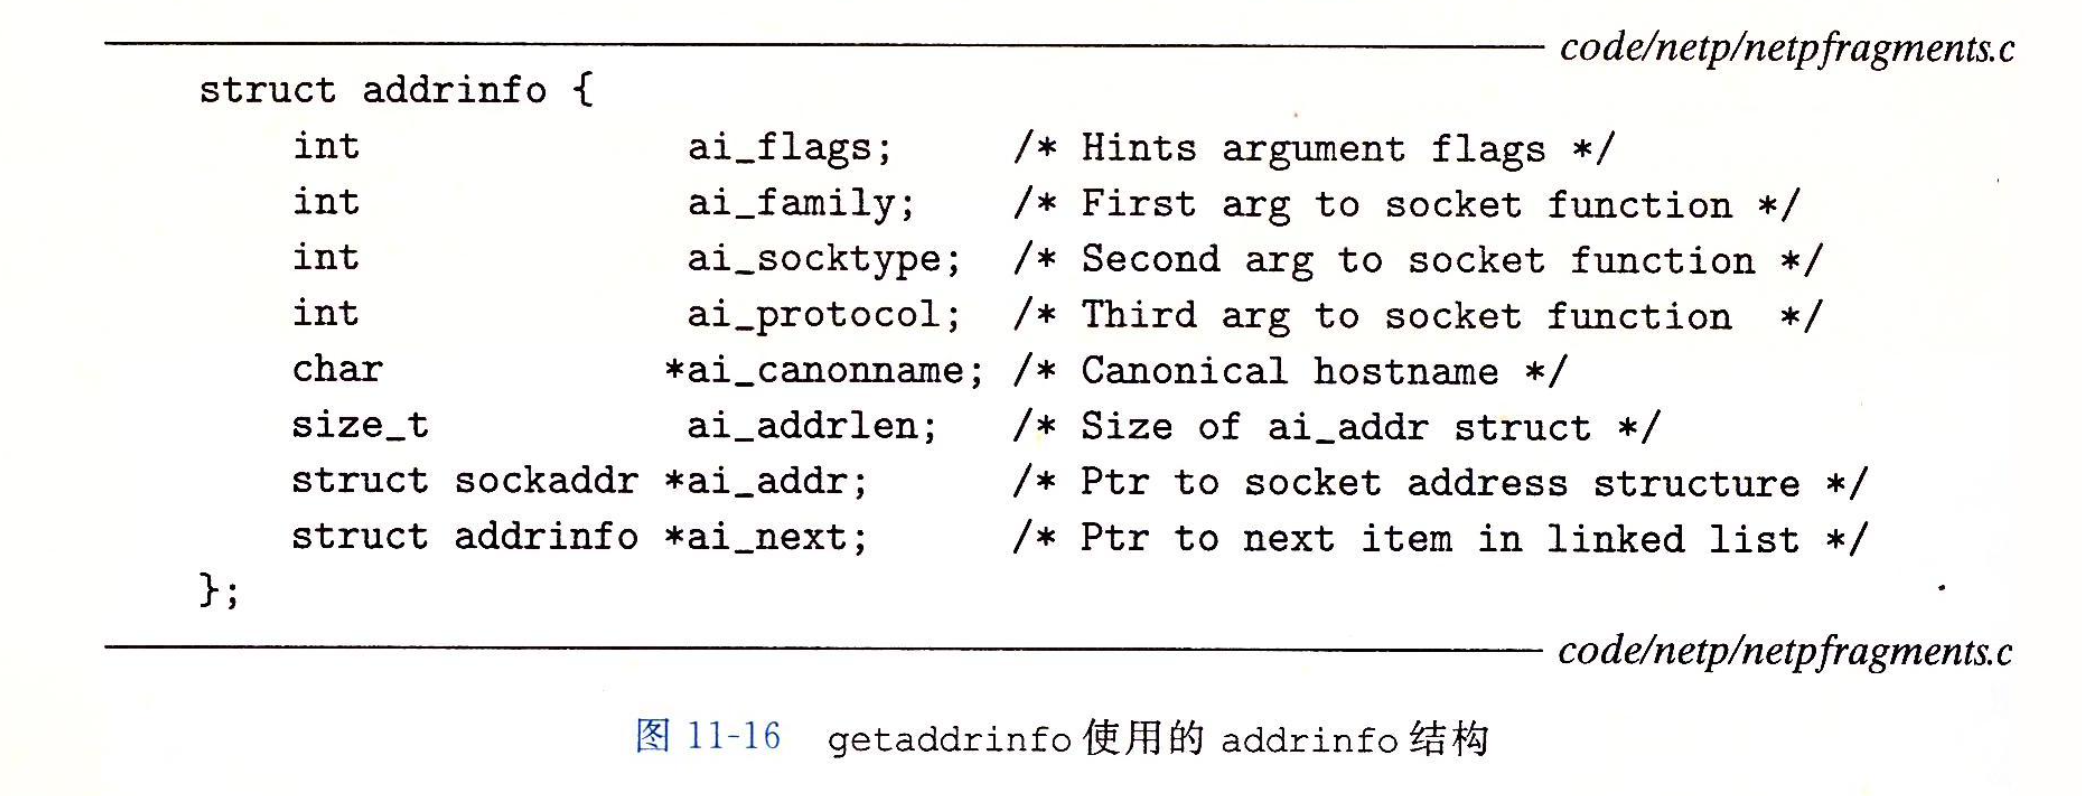 code/netp/netpfragments.c
struct addrinfo {
    int              ai_flags;     /* Hints argument flags */
    int              ai_family;    /* First arg to socket function */
    int              ai_socktype;  /* Second arg to socket function */
    int              ai_protocol;  /* Third arg to socket function  */
    char            *ai_canonname; /* Canonical hostname */
    size_t           ai_addrlen;   /* Size of ai_addr struct */
    struct sockaddr *ai_addr;      /* Ptr to socket address structure */
    struct addrinfo *ai_next;      /* Ptr to next item in linked list */
};
code/netp/netpfragments.c
图 11-16 getaddrinfo 使用的 addrinfo 结构